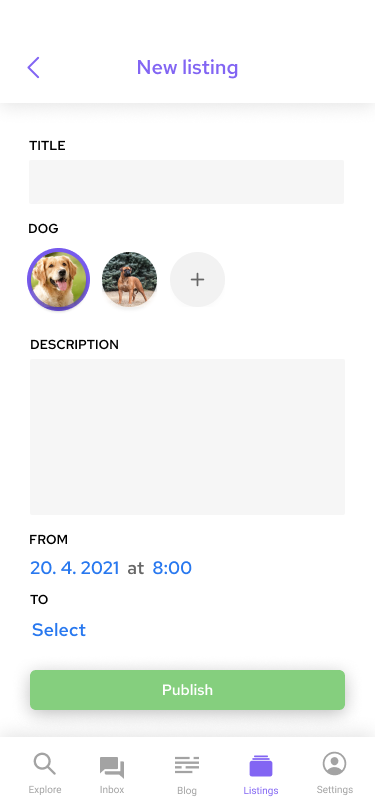 New listing
TITLE
DOG
DESCRIPTION
FROM
20. 4. 2021 at 8:00
TO
Select
Publish
Explore Inbox Blog Listings Settings